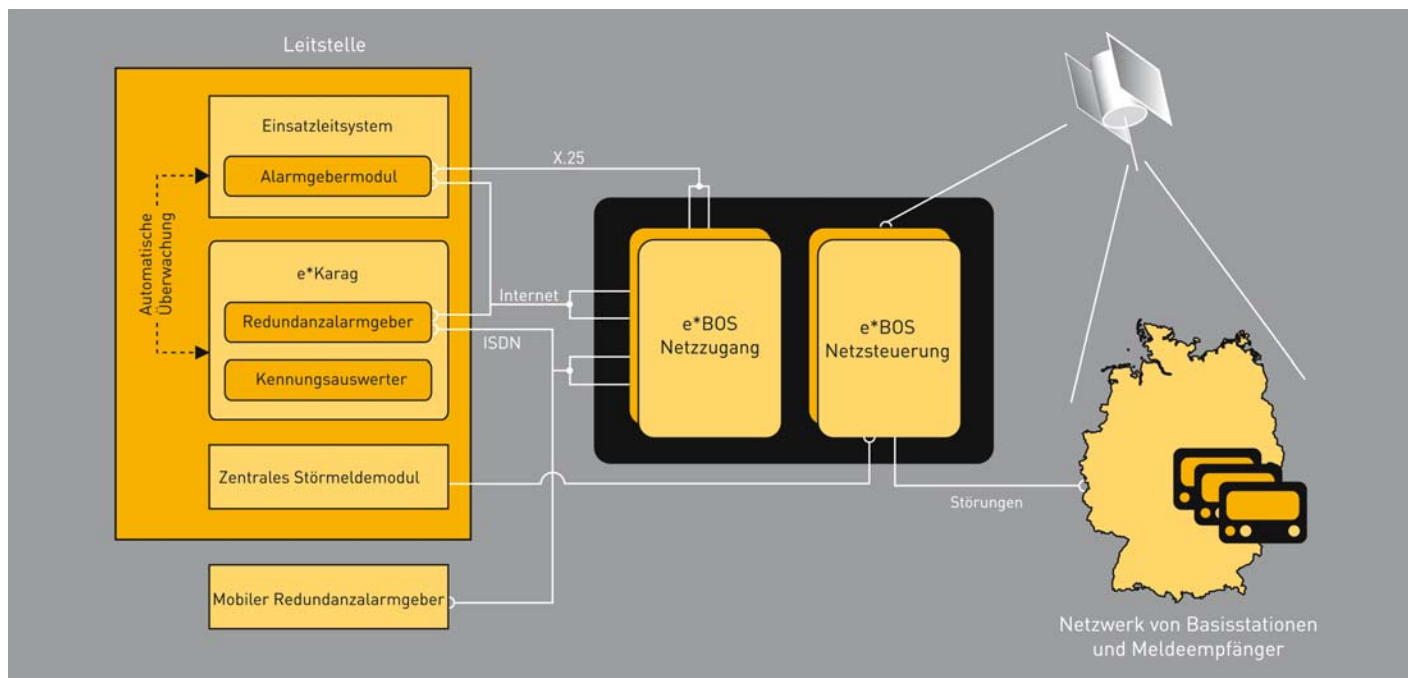 Leitstelle
Einsatzleitsystem
Alarmgebermodul
Automatische
Überwachung
e*Karag
Redundanzalarmgeber
Kennungsauswerter
Zentrales Störmeldemodul
Mobiler Redundanzalarmgeber
X.25
Internet
ISDN
e*BOS
Netzzugang
e*BOS
Netzsteuerung
Störungen
Netzwerk von Basisstationen
und Meldeempfänger